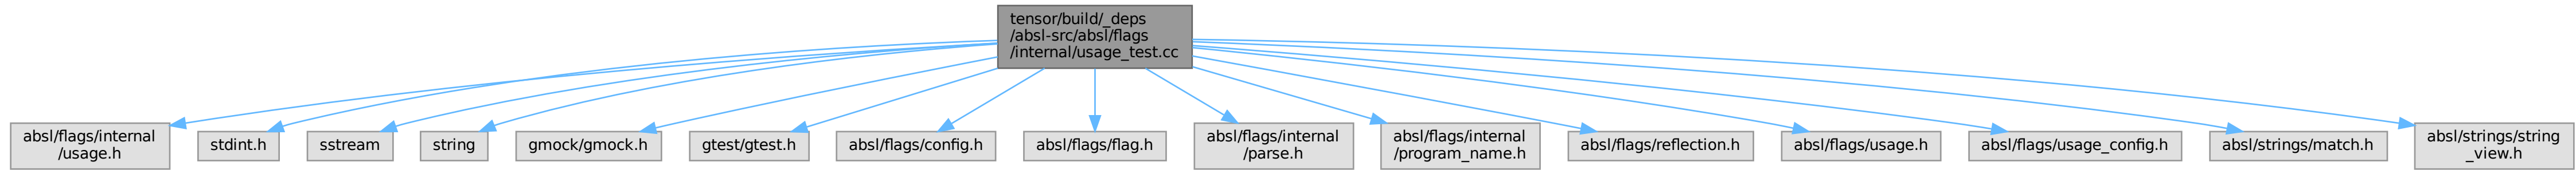 tensor/build/_deps
/absl-src/absl/flags
/internal/usage_test.cc
absl/flags/internal
/usage.h
stdint.h
sstream
string
gmock/gmock.h
gtest/gtest.h
absl/flags/config.h
absl/flags/flag.h
absl/flags/internal
/parse.h
absl/flags/internal
/program_name.h
absl/flags/reflection.h
absl/flags/usage.h
absl/flags/usage_config.h
absl/strings/match.h
absl/strings/string
_view.h